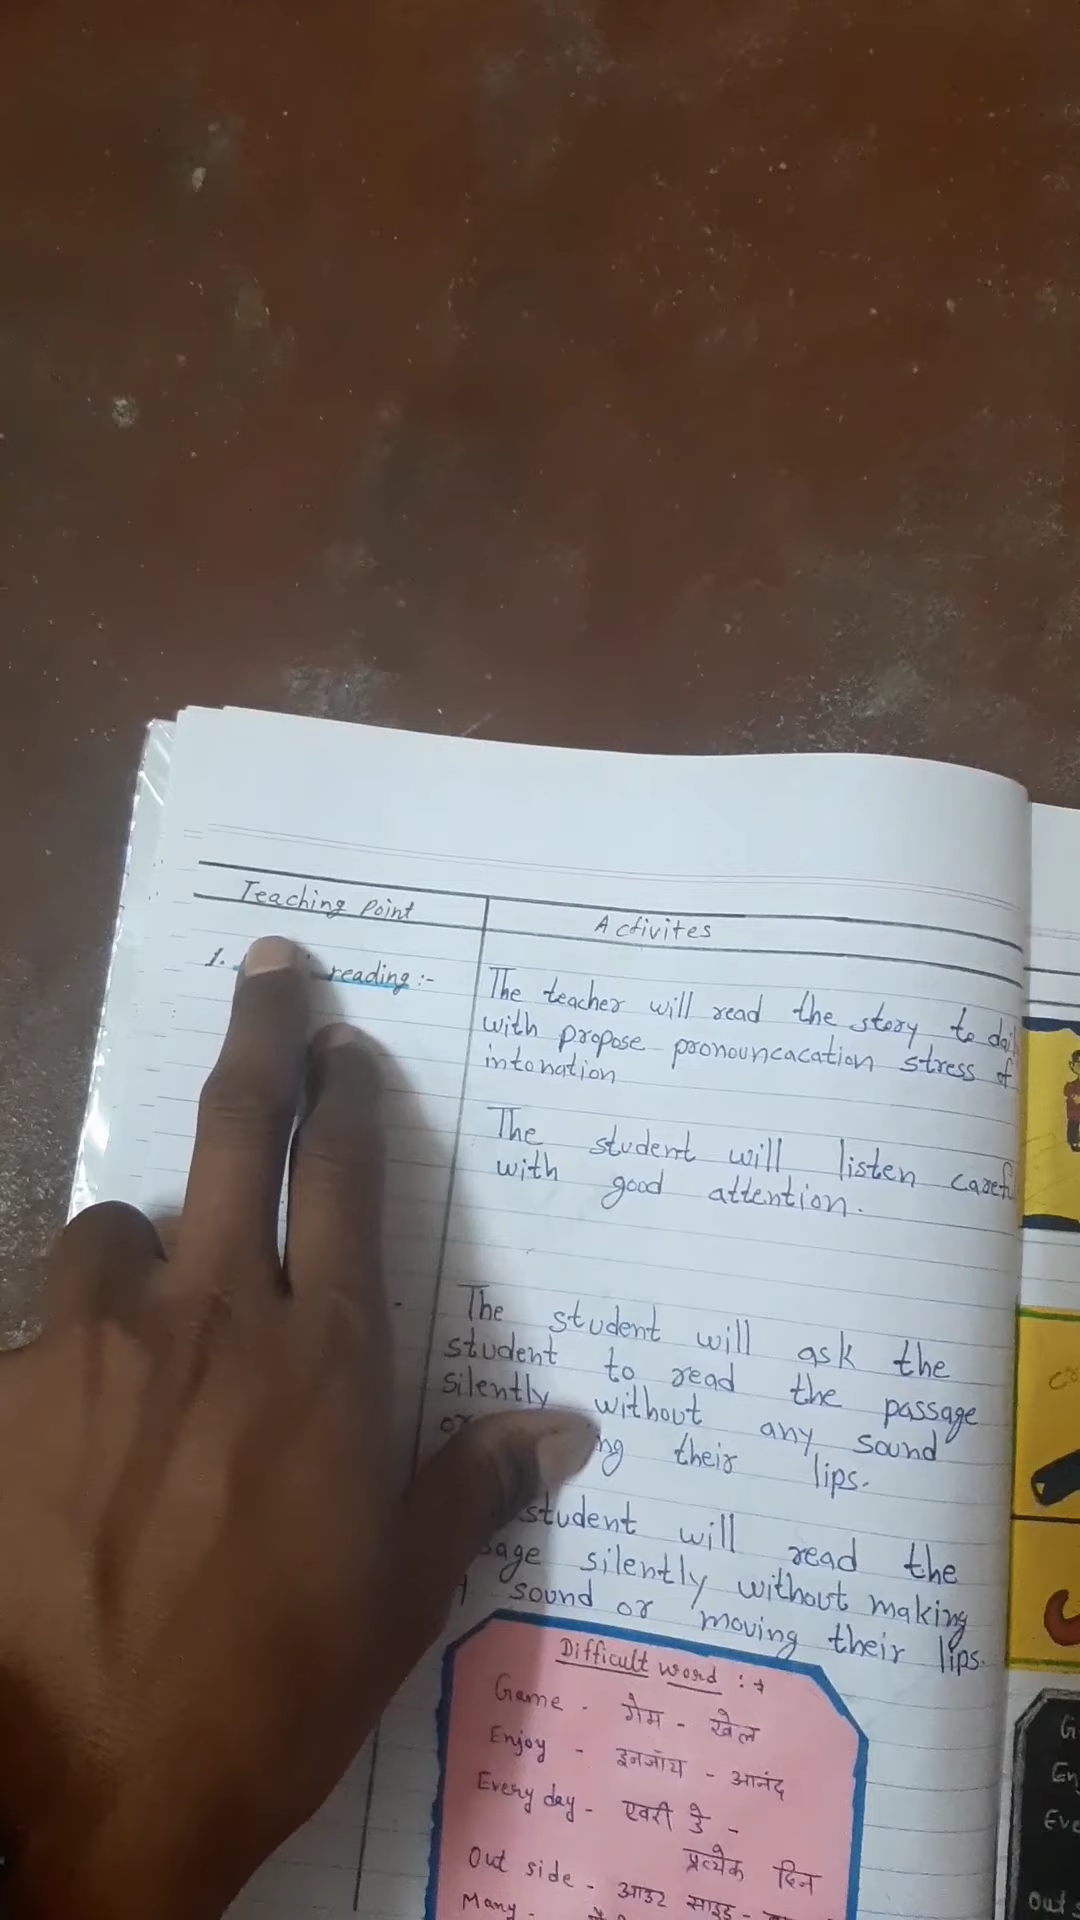 Teaching Point
Activites
1. reading :-
The teacher will read the story to
with propose pronouncacation stress of
intonation
The student will listen
with good attention.
The student will ask the
student to read the passage
silently without any sound
their lips.
student will read the
silently without making
sound or moving their lips.
Difficult word :→
Game - गेम - खेल
Enjoy - इनजॉय - आनंद
Every day - एवरी डे -
प्रत्येक दिन
Out side - आउट साइड -
Many -